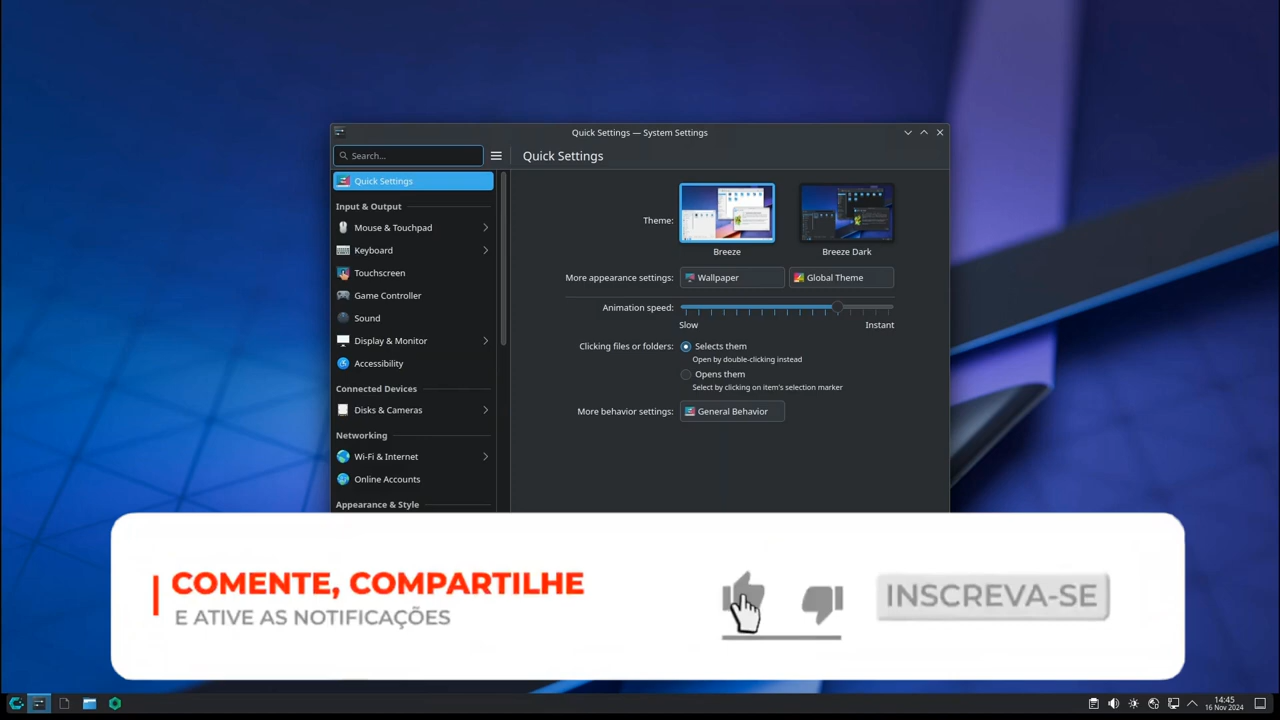 Quick Settings — System Settings
Search...
Quick Settings
Quick Settings
Input & Output
Mouse & Touchpad
Keyboard
Touchscreen
Game Controller
Sound
Display & Monitor
Accessibility
Connected Devices
Disks & Cameras
Networking
Wi-Fi & Internet
Online Accounts
Appearance & Style
Theme:
Breeze
Breeze Dark
More appearance settings:
Wallpaper
Global Theme
Animation speed:
Slow
Instant
Clicking files or folders:
Selects them
Open by double-clicking instead
Opens them
Select by clicking on item's selection marker
More behavior settings:
General Behavior
COMENTE, COMPARTILHE
E ATIVE AS NOTIFICAÇÕES
INSCREVA-SE
14:45
16 Nov 2024